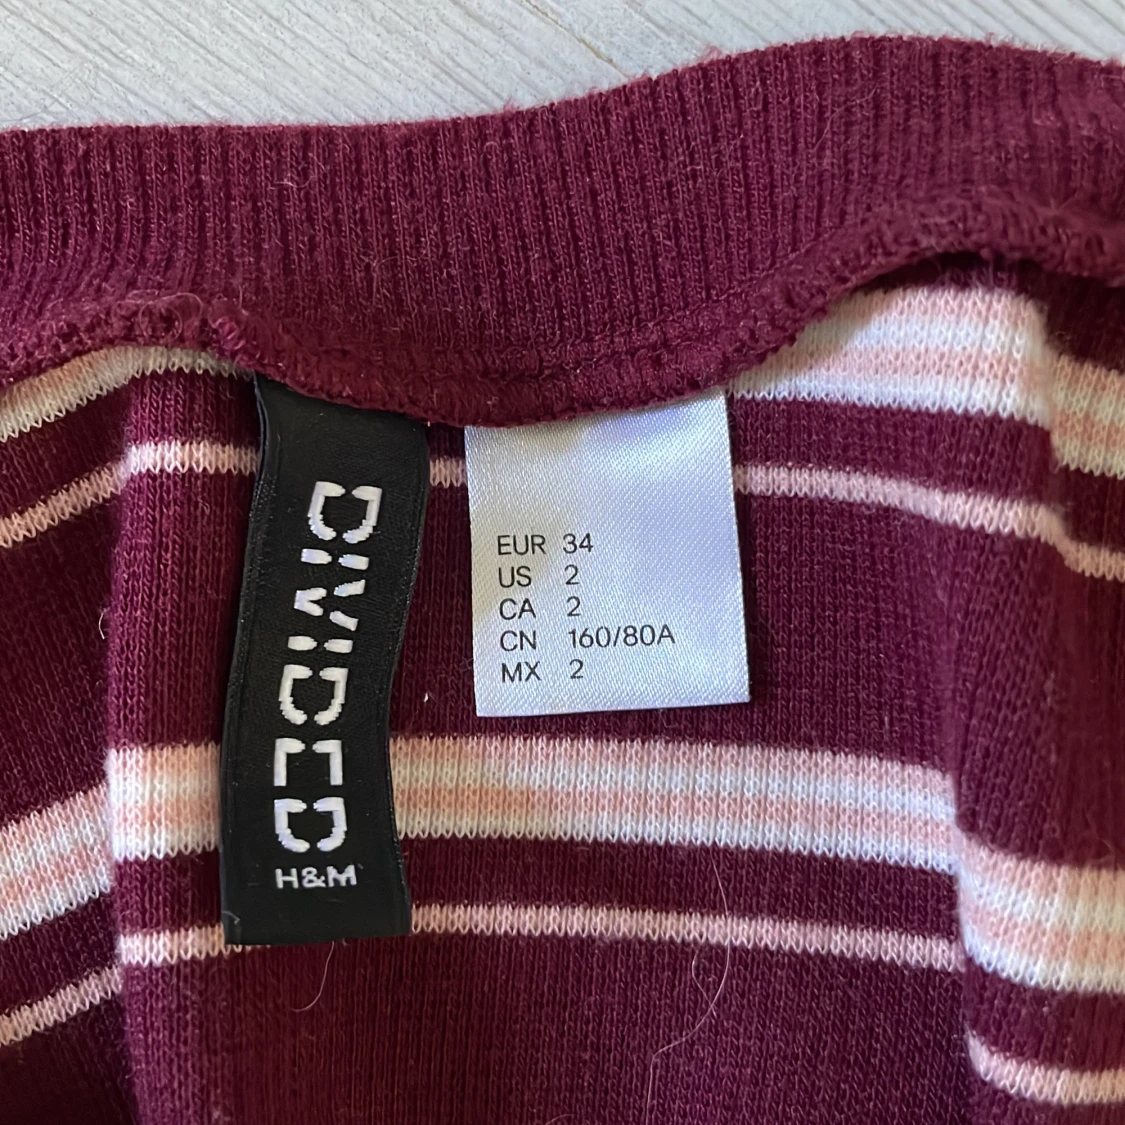 DIVIDED
H&M
EUR 34
US 2
CA 2
CN 160/80A
MX 2